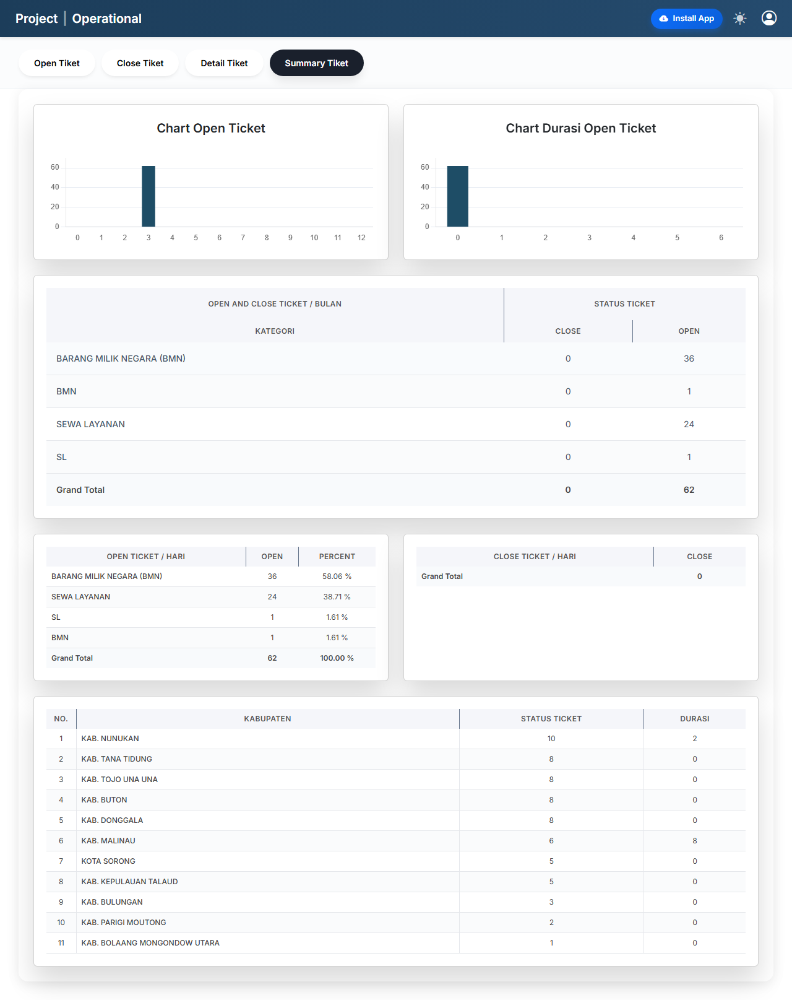 Project | Operational
Install App
Open Tiket
Close Tiket
Detail Tiket
Summary Tiket
Chart Open Ticket
60
40
20
0
0 1 2 3 4 5 6 7 8 9 10 11 12
Chart Durasi Open Ticket
60
40
20
0
0 1 2 3 4 5 6
OPEN AND CLOSE TICKET / BULAN STATUS TICKET
KATEGORI CLOSE OPEN
BARANG MILIK NEGARA (BMN) 0 36
BMN 0 1
SEWA LAYANAN 0 24
SL 0 1
Grand Total 0 62
OPEN TICKET / HARI OPEN PERCENT
BARANG MILIK NEGARA (BMN) 36 58.06 %
SEWA LAYANAN 24 38.71 %
SL 1 1.61 %
BMN 1 1.61 %
Grand Total 62 100.00 %
CLOSE TICKET / HARI CLOSE
Grand Total 0
NO. KABUPATEN STATUS TICKET DURASI
1 KAB. NUNUKAN 10 2
2 KAB. TANA TIDUNG 8 0
3 KAB. TOJO UNA UNA 8 0
4 KAB. BUTON 8 0
5 KAB. DONGGALA 8 0
6 KAB. MALINAU 6 8
7 KOTA SORONG 5 0
8 KAB. KEPULAUAN TALAUD 5 0
9 KAB. BULUNGAN 3 0
10 KAB. PARIGI MOUTONG 2 0
11 KAB. BOLAANG MONGONDOW UTARA 1 0